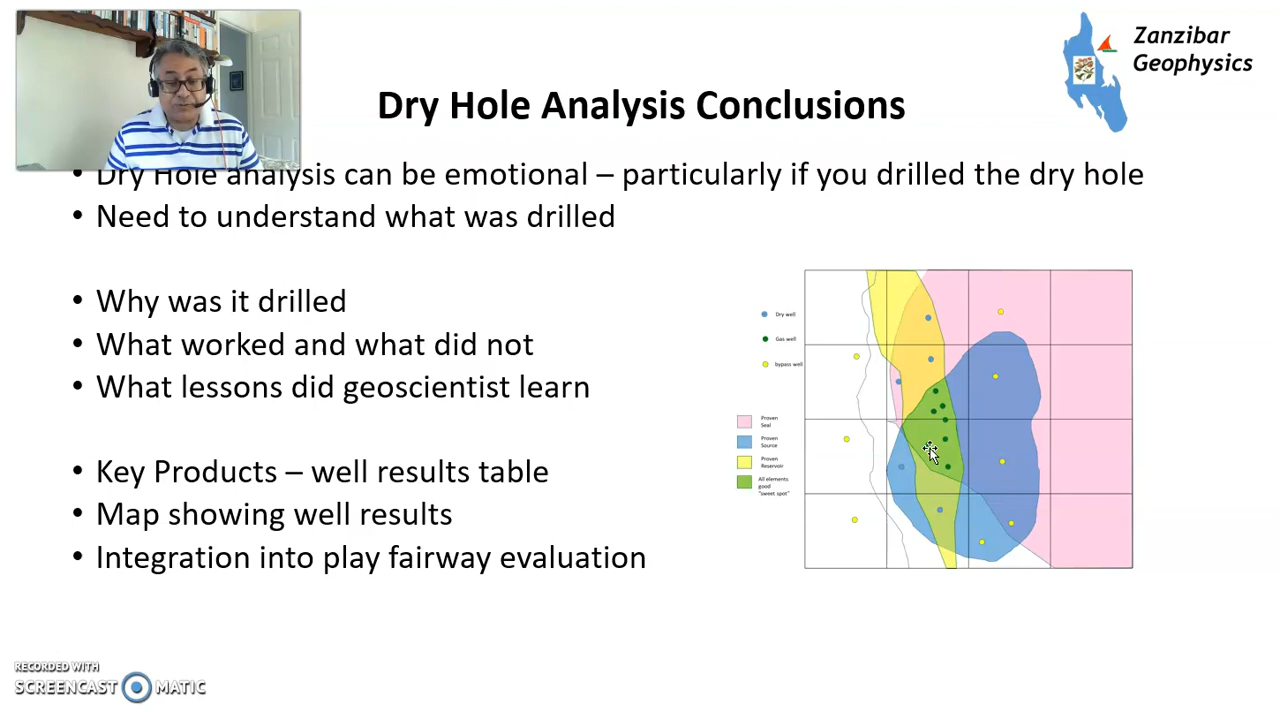 Zanzibar
Geophysics
Dry Hole Analysis Conclusions
• Dry Hole analysis can be emotional – particularly if you drilled the dry hole
• Need to understand what was drilled
• Why was it drilled
• What worked and what did not
• What lessons did geoscientist learn
• Key Products – well results table
• Map showing well results
• Integration into play fairway evaluation
Dry well
Gas well
bypass well
Proven
Seal
Proven
Source
Proven
Reservoir
All elements
good
"sweet spot"
RECORDED WITH
SCREENCAST MATIC